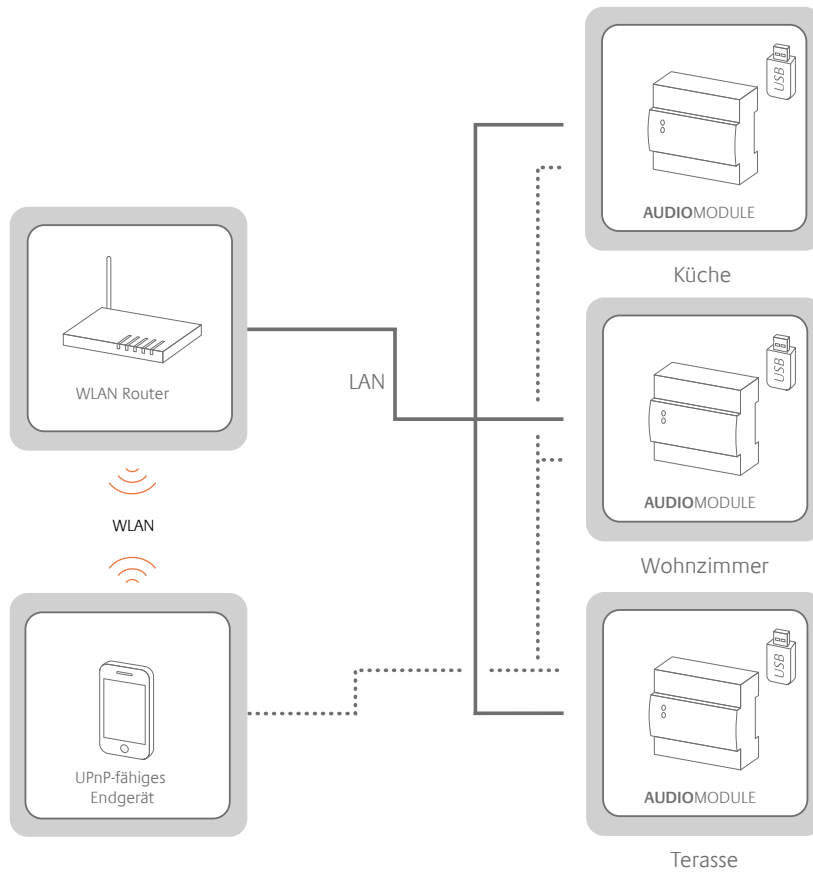 USB
AUDIOMODULE
Küche
WLAN Router
LAN
USB
AUDIOMODULE
Wohnzimmer
WLAN
USB
AUDIOMODULE
Terasse
UPnP-fähiges
Endgerät